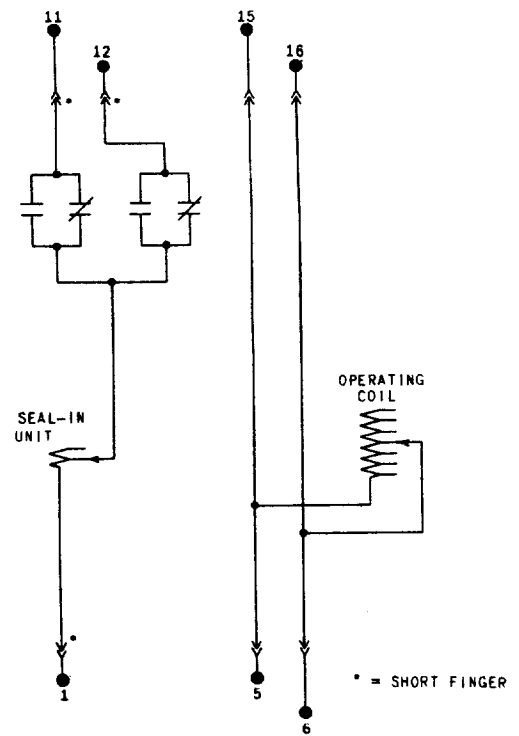 11
12
15
16
OPERATING
COIL
SEAL-IN
UNIT
*
*
*
1
5
6
* = SHORT FINGER